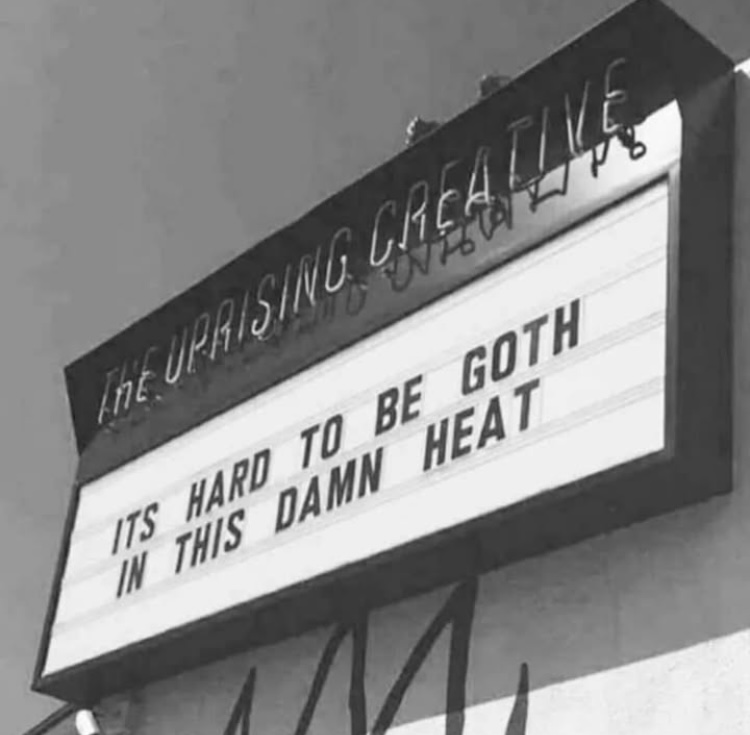 THE UPRISING CREATIVE
ITS HARD TO BE GOTH
IN THIS DAMN HEAT